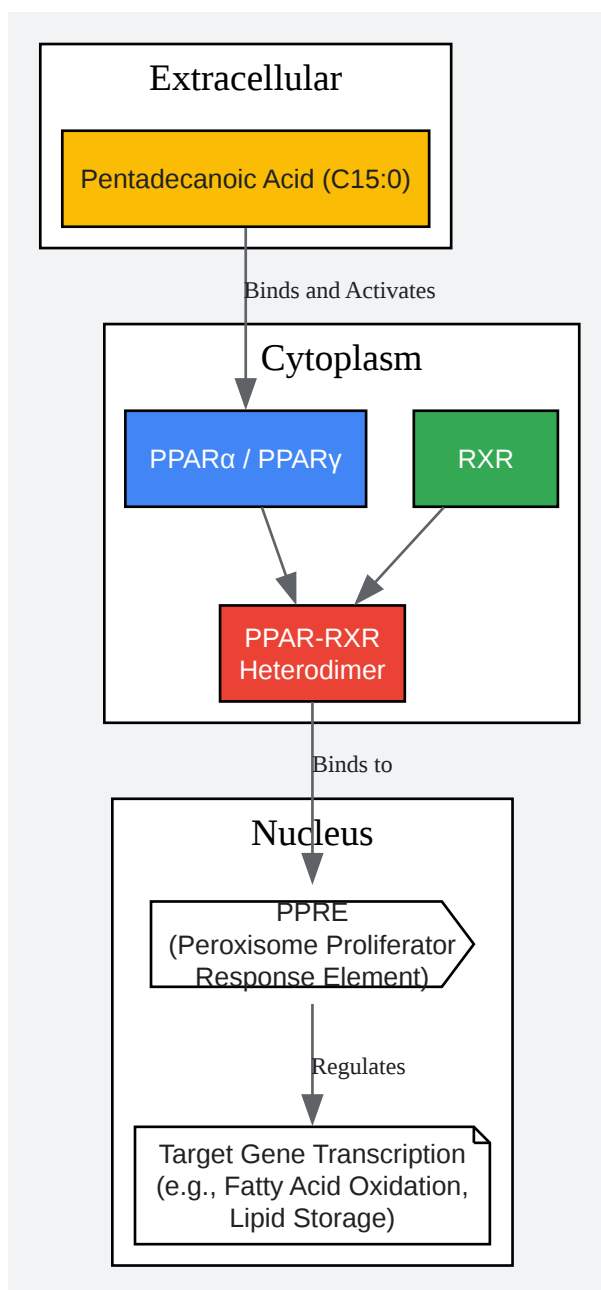 Extracellular
Pentadecanoic Acid (C15:0)
Binds and Activates
Cytoplasm
PPARα / PPARγ
RXR
PPAR-RXR
Heterodimer
Binds to
Nucleus
PPRE
(Peroxisome Proliferator
Response Element)
Regulates
Target Gene Transcription
(e.g., Fatty Acid Oxidation,
Lipid Storage)